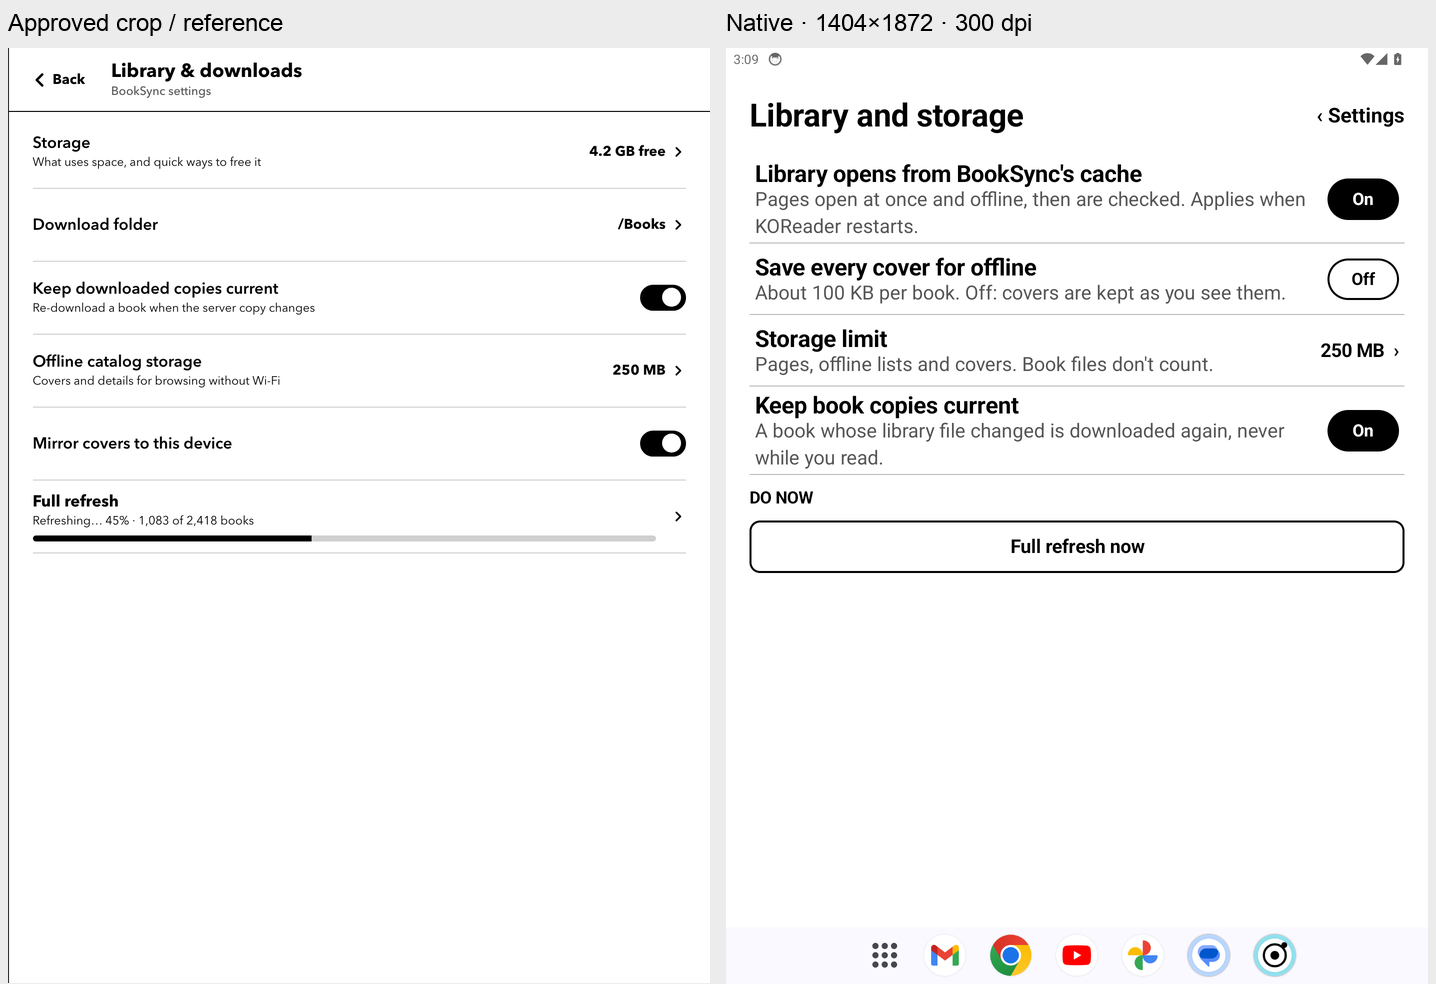 Approved crop / reference
Back
Library & downloads
BookSync settings
Storage
What uses space, and quick ways to free it
4.2 GB free
Download folder
/Books
Keep downloaded copies current
Re-download a book when the server copy changes
Offline catalog storage
Covers and details for browsing without Wi-Fi
250 MB
Mirror covers to this device
Full refresh
Refreshing... 45% · 1,083 of 2,418 books
Native · 1404×1872 · 300 dpi
3:09
Library and storage
‹ Settings
Library opens from BookSync's cache
Pages open at once and offline, then are checked. Applies when
KOReader restarts.
On
Save every cover for offline
About 100 KB per book. Off: covers are kept as you see them.
Off
Storage limit
Pages, offline lists and covers. Book files don't count.
250 MB ›
Keep book copies current
A book whose library file changed is downloaded again, never
while you read.
On
DO NOW
Full refresh now